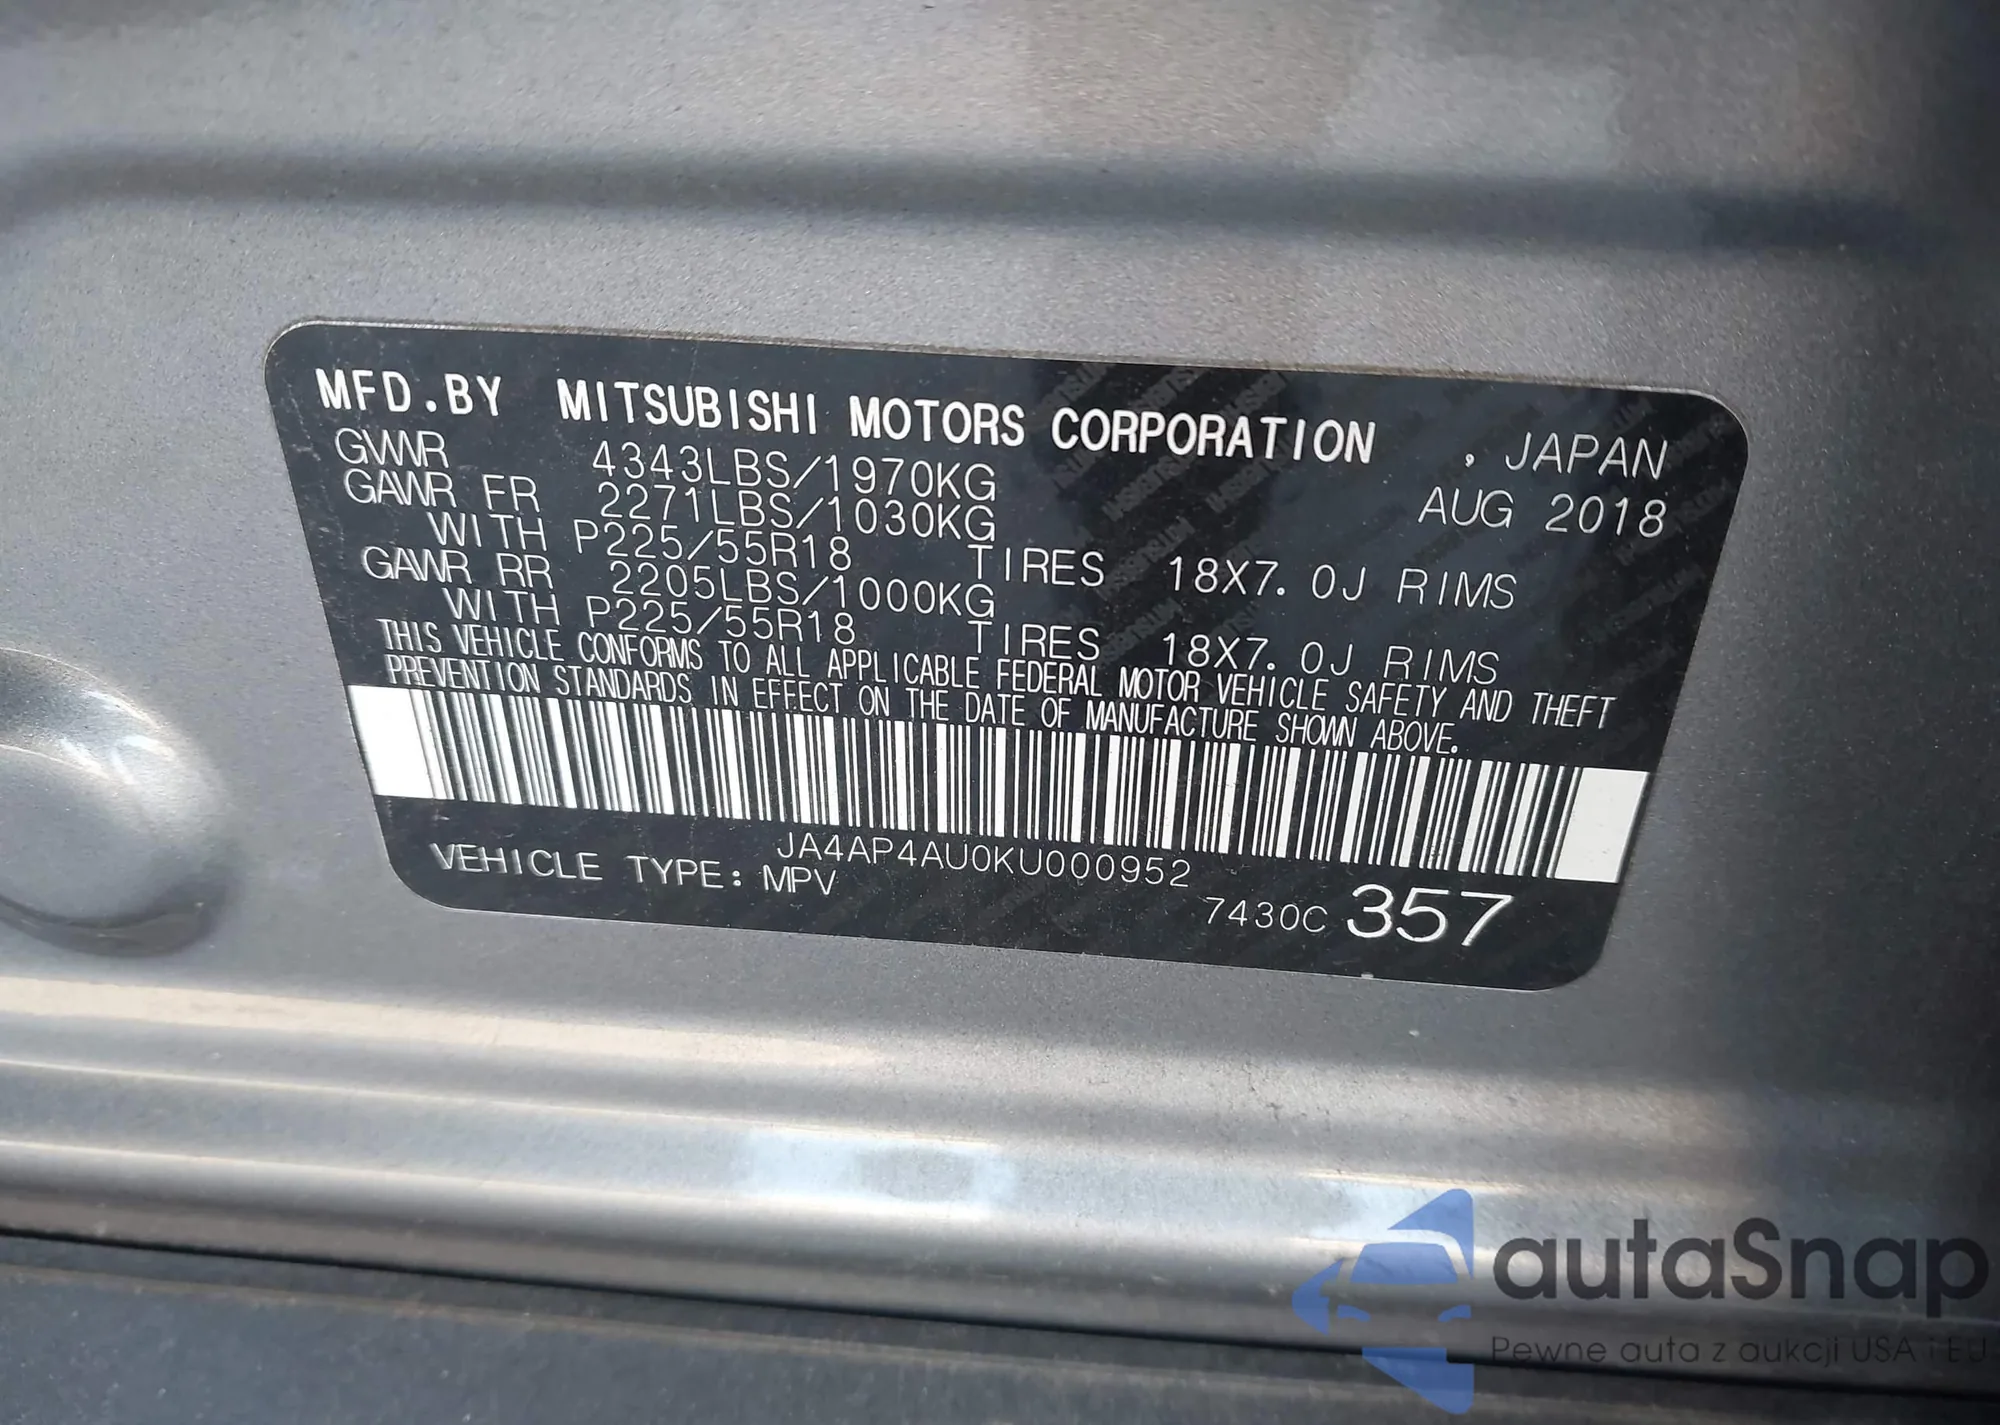 MFD.BY MITSUBISHI MOTORS CORPORATION , JAPAN
GVWR 4343LBS/1970KG AUG 2018
GAWR FR 2271LBS/1030KG
WITH P225/55R18 TIRES 18X7.0J RIMS
GAWR RR 2205LBS/1000KG
WITH P225/55R18 TIRES 18X7.0J RIMS
THIS VEHICLE CONFORMS TO ALL APPLICABLE FEDERAL MOTOR VEHICLE SAFETY AND THEFT
PREVENTION STANDARDS IN EFFECT ON THE DATE OF MANUFACTURE SHOWN ABOVE.
JA4AP4AU0KU000952
VEHICLE TYPE: MPV
7430C 357
autaSnap
Pewne auta z aukcji USA i EU